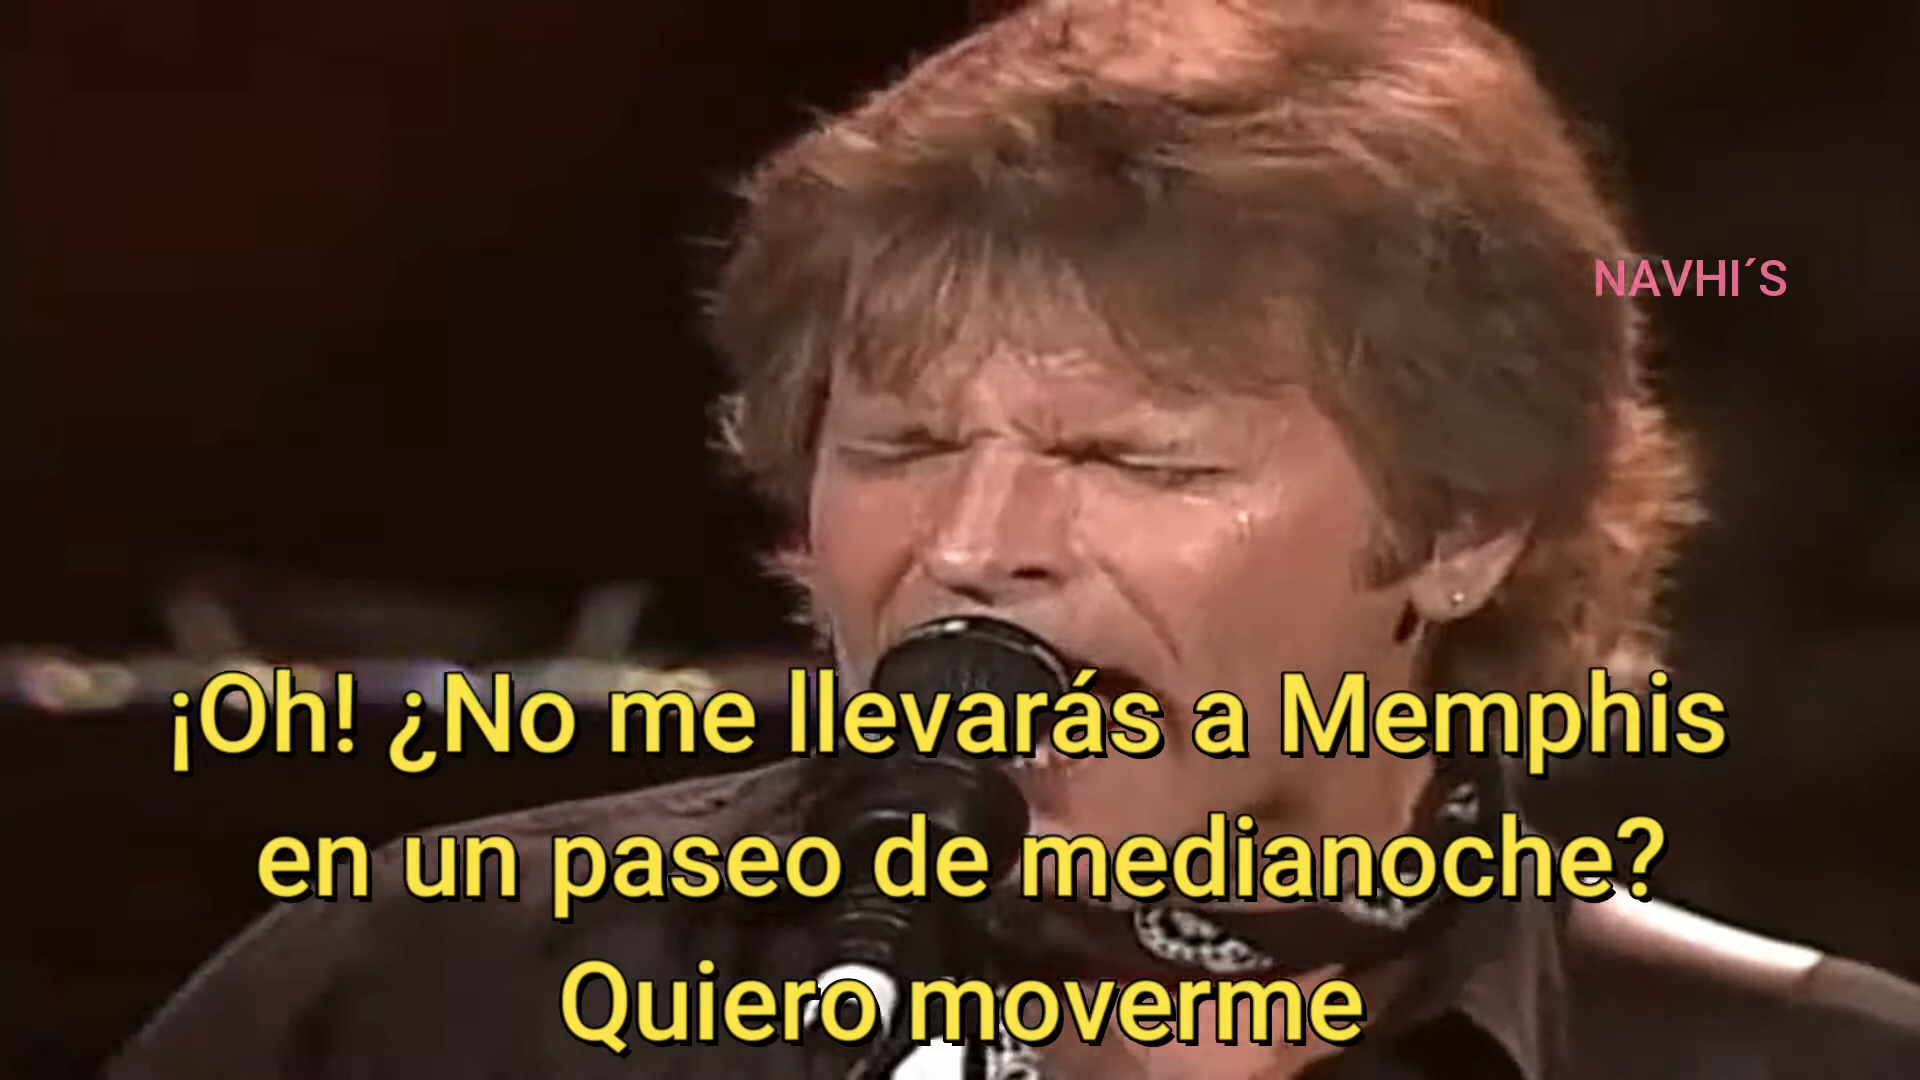 NAVHI´S
¡Oh! ¿No me llevarás a Memphis
en un paseo de medianoche?
Quiero moverme